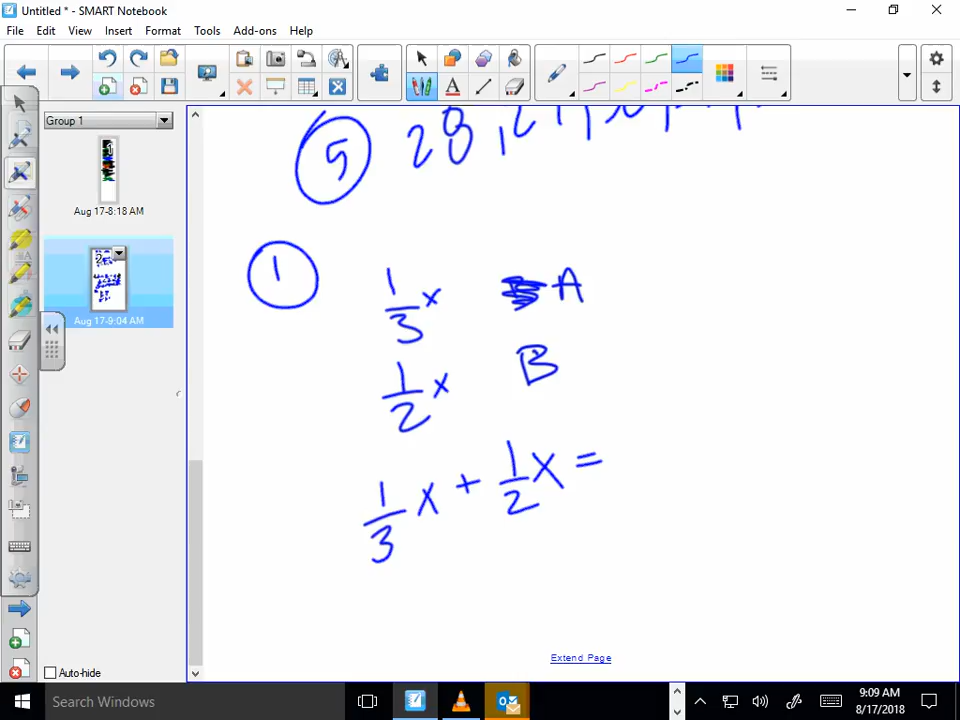 Untitled * - SMART Notebook
File Edit View Insert Format Tools Add-ons Help
Group 1
Aug 17-8:18 AM
Aug 17-9:04 AM
5 28,
1 1/3 x A
1/2 x B
1/3 x + 1/2 x =
Extend Page
Auto-hide
Search Windows
9:09 AM
8/17/2018